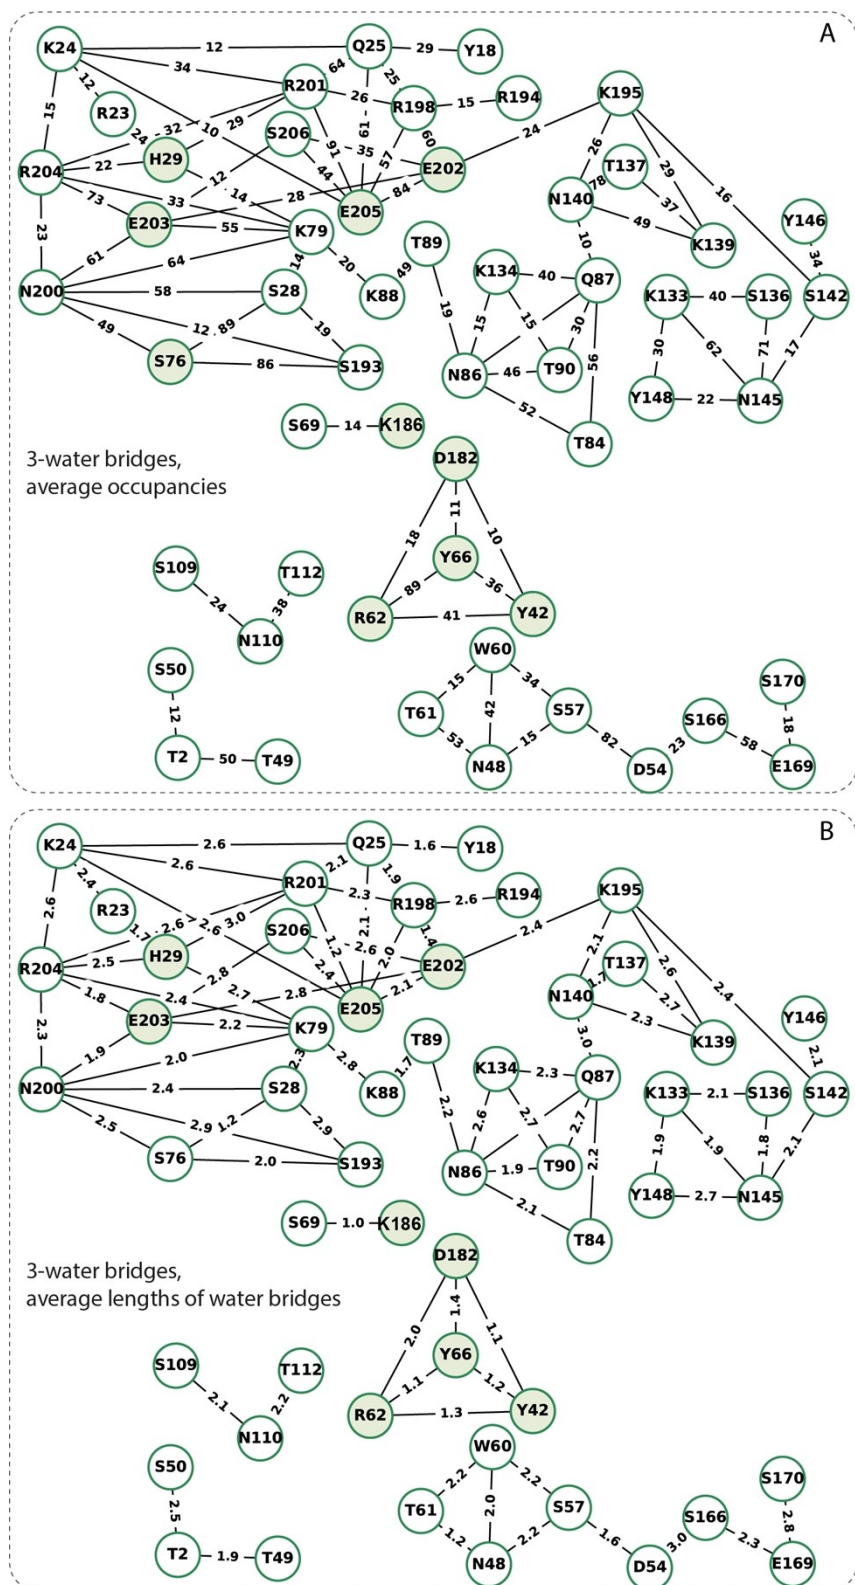 A
K24
12
Q25
29
Y18
34
64
25
R201
26
R198
15
R194
K195
12
R23
15
24
32
10
29
S206
61
60
24
26
T137
29
16
H29
91
35
57
E202
R204
22
44
78
12
14
84
N140
37
73
33
28
E205
49
K139
Y146
E203
55
K79
T89
10
34
23
61
64
14
20
49
K134
40
Q87
K133
40
S136
S142
N200
58
S28
K88
19
15
15
30
49
12
89
19
56
30
62
71
17
S76
86
S193
N86
46
T90
Y148
22
N145
52
S69
14
K186
T84
3-water bridges,
average occupancies
D182
11
18
10
S109
T112
Y66
24
38
89
36
N110
R62
41
Y42
W60
S50
15
34
S170
12
T61
42
S57
S166
18
53
15
82
23
58
T2
50
T49
N48
D54
E169
B
K24
2.6
Q25
1.6
Y18
2.6
2.1
1.9
R201
2.3
R198
2.6
R194
K195
2.4
R23
2.6
1.7
2.6
2.6
3.0
S206
2.1
1.4
2.4
2.1
T137
2.6
2.4
H29
1.2
2.6
2.0
E202
R204
2.5
2.4
1.7
2.8
2.7
2.1
N140
2.7
1.8
2.4
2.8
E205
2.3
K139
Y146
E203
2.2
K79
T89
3.0
2.1
2.3
1.9
2.0
2.3
2.8
1.7
K134
2.3
Q87
K133
2.1
S136
S142
N200
2.4
S28
K88
2.2
2.6
2.7
2.7
2.5
2.9
1.2
2.9
2.2
1.9
1.9
1.8
2.1
S76
2.0
S193
N86
1.9
T90
Y148
2.7
N145
2.1
S69
1.0
K186
T84
3-water bridges,
average lengths of water bridges
D182
1.4
2.0
1.1
S109
T112
Y66
2.1
2.2
1.1
1.2
N110
R62
1.3
Y42
W60
S50
2.2
2.2
S170
2.5
T61
2.0
S57
S166
2.8
1.2
2.2
1.6
3.0
2.3
T2
1.9
T49
N48
D54
E169